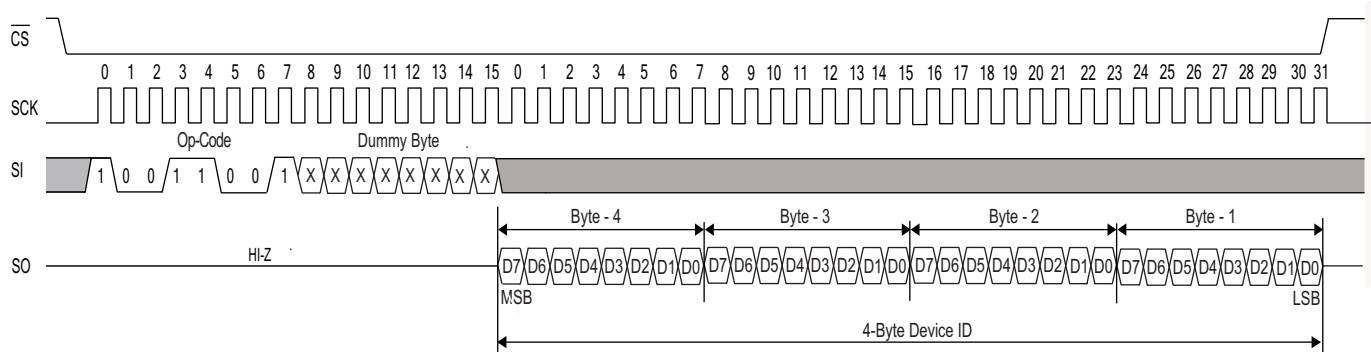 CS
0 1 2 3 4 5 6 7 8 9 10 11 12 13 14 15 0 1 2 3 4 5 6 7 8 9 10 11 12 13 14 15 16 17 18 19 20 21 22 23 24 25 26 27 28 29 30 31
SCK
Op-Code Dummy Byte
SI 1 0 0 1 1 0 0 1 X X X X X X X X
Byte - 4 Byte - 3 Byte - 2 Byte - 1
HI-Z
SO D7 D6 D5 D4 D3 D2 D1 D0 D7 D6 D5 D4 D3 D2 D1 D0 D7 D6 D5 D4 D3 D2 D1 D0 D7 D6 D5 D4 D3 D2 D1 D0
MSB LSB
4-Byte Device ID